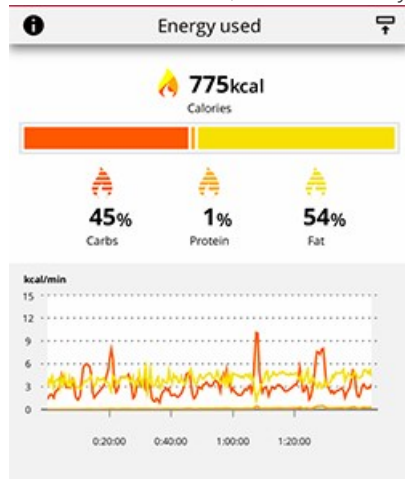 Energy used
775kcal
Calories
45% 1% 54%
Carbs Protein Fat
kcal/min
15
12
9
6
3
0
0:20:00 0:40:00 1:00:00 1:20:00